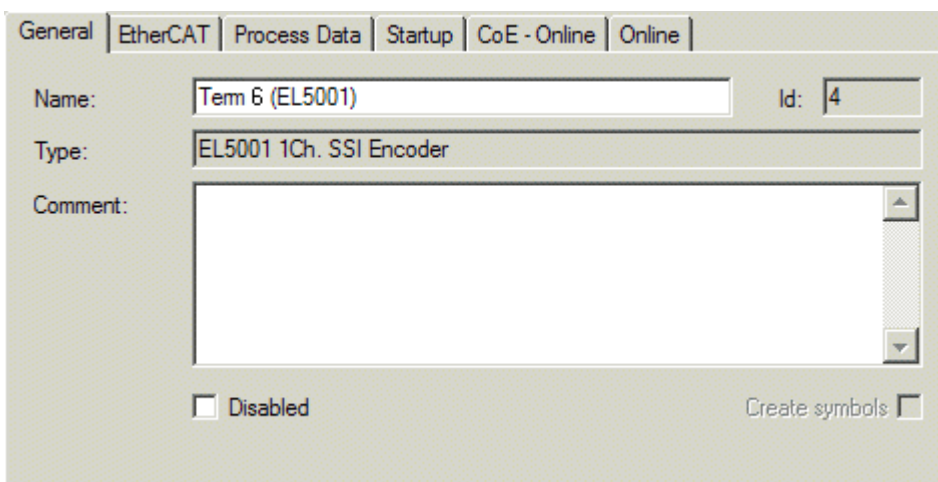 General EtherCAT Process Data Startup CoE - Online Online
Name: Term 6 (EL5001) Id: 4
Type: EL5001 1Ch. SSI Encoder
Comment:
Disabled Create symbols